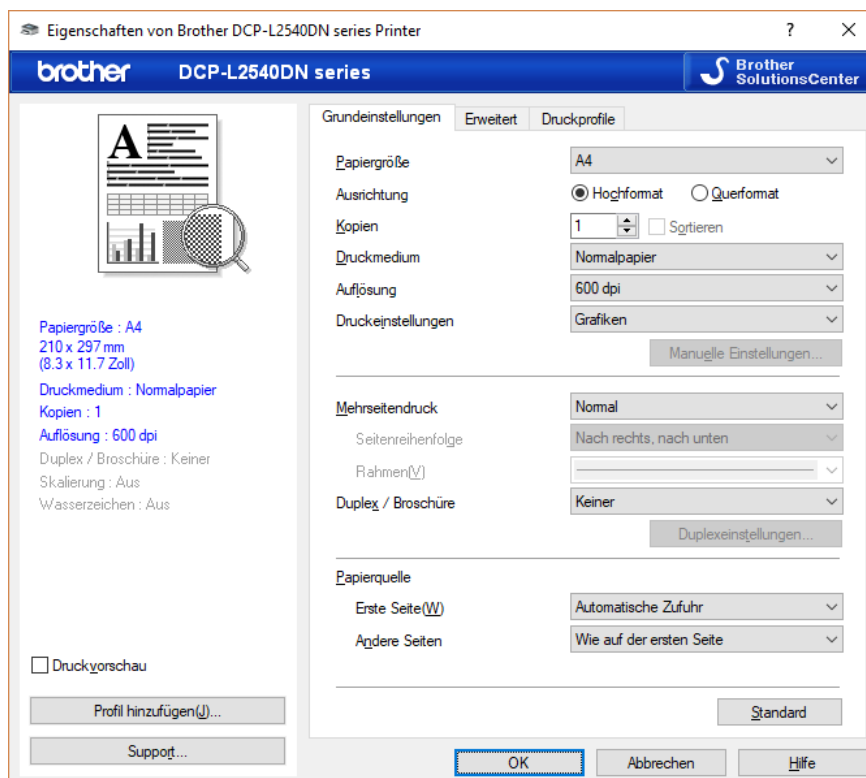 Eigenschaften von Brother DCP-L2540DN series Printer
brother DCP-L2540DN series
Brother
SolutionsCenter
A
Papiergröße : A4
210 x 297 mm
(8.3 x 11.7 Zoll)
Druckmedium : Normalpapier
Kopien : 1
Auflösung : 600 dpi
Duplex / Broschüre : Keiner
Skalierung : Aus
Wasserzeichen : Aus
Druckvorschau
Profil hinzufügen(J)...
Support...
Grundeinstellungen Erweitert Druckprofile
Papiergröße A4
Ausrichtung Hochformat Querformat
Kopien 1 Sortieren
Druckmedium Normalpapier
Auflösung 600 dpi
Druckeinstellungen Grafiken
Manuelle Einstellungen...
Mehrseitendruck Normal
Seitenreihenfolge Nach rechts, nach unten
Rahmen(V)
Duplex / Broschüre Keiner
Duplexeinstellungen...
Papierquelle
Erste Seite(W) Automatische Zufuhr
Andere Seiten Wie auf der ersten Seite
Standard
OK Abbrechen Hilfe